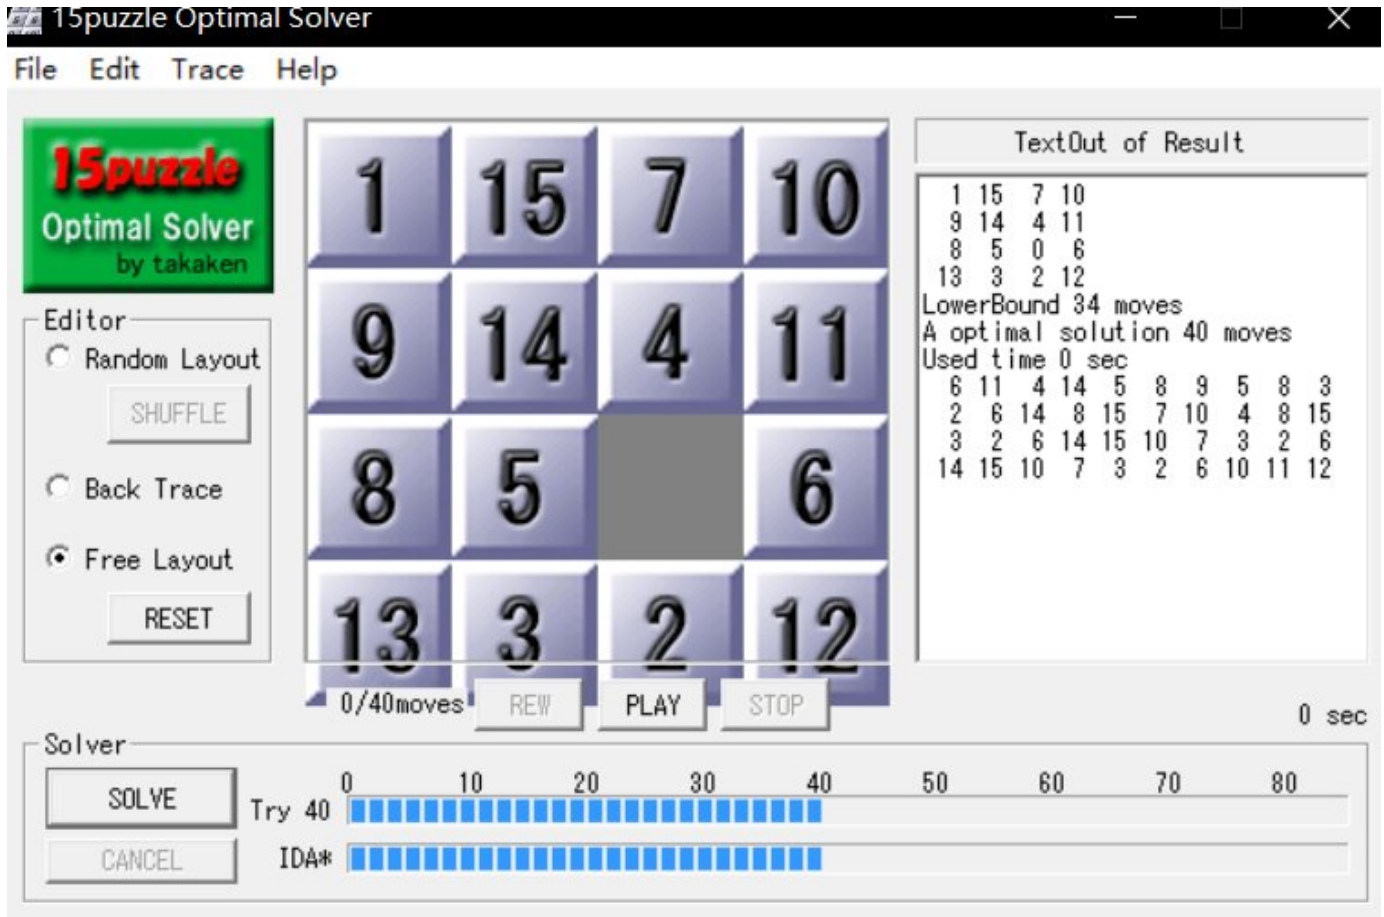 15puzzle Optimal Solver
File Edit Trace Help
15puzzle
Optimal Solver
by takaken
Editor
Random Layout
SHUFFLE
Back Trace
Free Layout
RESET
1 15 7 10
9 14 4 11
8 5 6
13 3 2 12
0/40moves REW PLAY STOP
TextOut of Result
1 15 7 10
9 14 4 11
8 5 0 6
13 3 2 12
LowerBound 34 moves
A optimal solution 40 moves
Used time 0 sec
6 11 4 14 5 8 9 5 8 3
2 6 14 8 15 7 10 4 8 15
3 2 6 14 15 10 7 3 2 6
14 15 10 7 3 2 6 10 11 12
0 sec
Solver
SOLVE
CANCEL
0 10 20 30 40 50 60 70 80
Try 40
IDA*